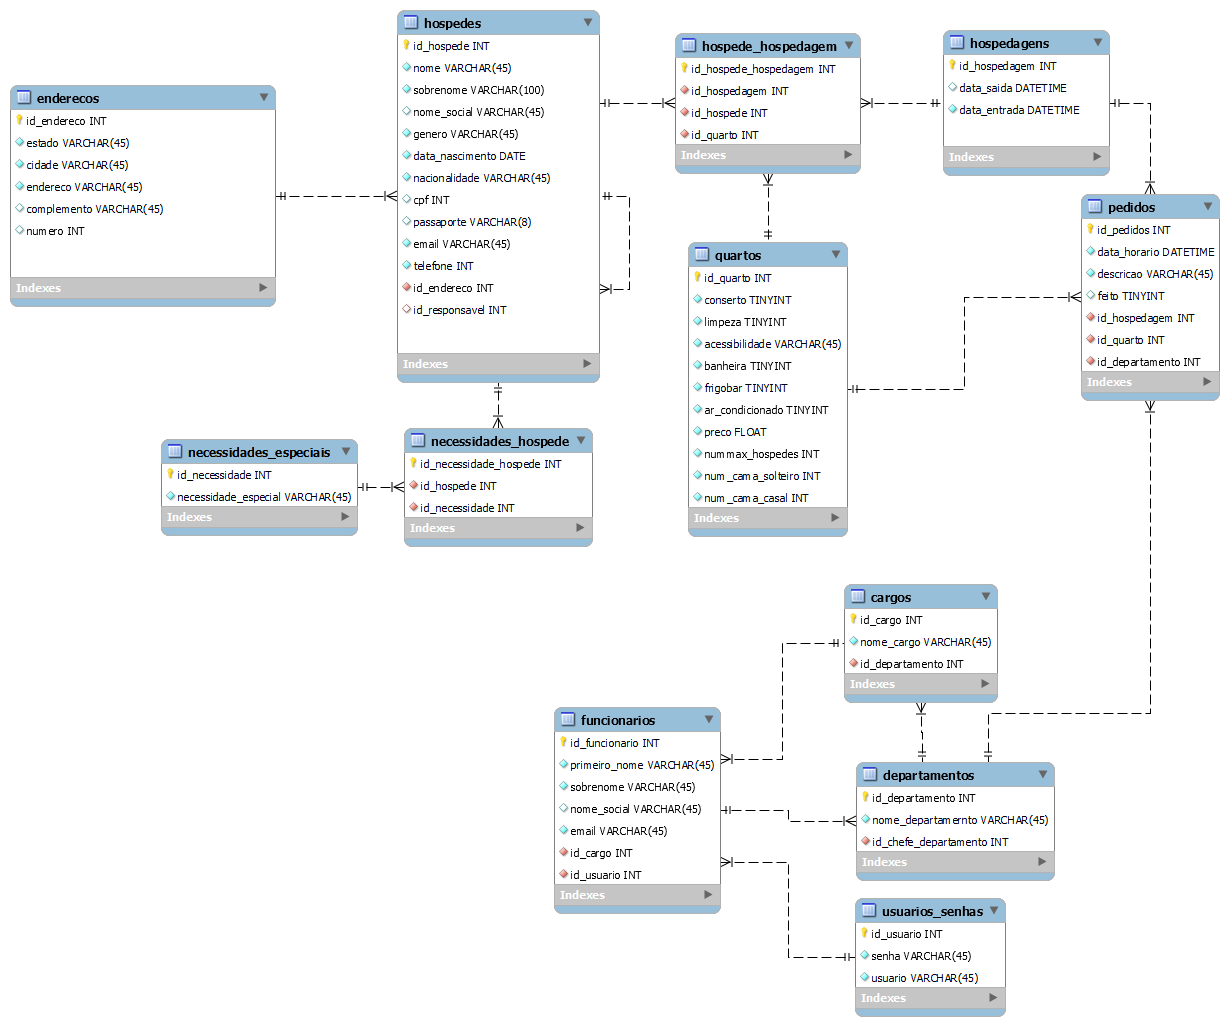 enderecos
id_endereco INT
estado VARCHAR(45)
cidade VARCHAR(45)
endereco VARCHAR(45)
complemento VARCHAR(45)
numero INT
Indexes
hospedes
id_hospede INT
nome VARCHAR(45)
sobrenome VARCHAR(100)
nome_social VARCHAR(45)
genero VARCHAR(45)
data_nascimento DATE
nacionalidade VARCHAR(45)
cpf INT
passaporte VARCHAR(8)
email VARCHAR(45)
telefone INT
id_endereco INT
id_responsavel INT
Indexes
hospede_hospedagem
id_hospede_hospedagem INT
id_hospedagem INT
id_hospede INT
id_quarto INT
Indexes
hospedagens
id_hospedagem INT
data_saida DATETIME
data_entrada DATETIME
Indexes
pedidos
id_pedidos INT
data_horario DATETIME
descricao VARCHAR(45)
feito TINYINT
id_hospedagem INT
id_quarto INT
id_departamento INT
Indexes
quartos
id_quarto INT
conserto TINYINT
limpeza TINYINT
acessibilidade VARCHAR(45)
banheira TINYINT
frigobar TINYINT
ar_condicionado TINYINT
preco FLOAT
nummax_hospedes INT
num_cama_solteiro INT
num_cama_casal INT
Indexes
necessidades_especiais
id_necessidade INT
necessidade_especial VARCHAR(45)
Indexes
necessidades_hospede
id_necessidade_hospede INT
id_hospede INT
id_necessidade INT
Indexes
cargos
id_cargo INT
nome_cargo VARCHAR(45)
id_departamento INT
Indexes
funcionarios
id_funcionario INT
primeiro_nome VARCHAR(45)
sobrenome VARCHAR(45)
nome_social VARCHAR(45)
email VARCHAR(45)
id_cargo INT
id_usuario INT
Indexes
departamentos
id_departamento INT
nome_departamernto VARCHAR(45)
id_chefe_departamento INT
Indexes
usuarios_senhas
id_usuario INT
senha VARCHAR(45)
usuario VARCHAR(45)
Indexes